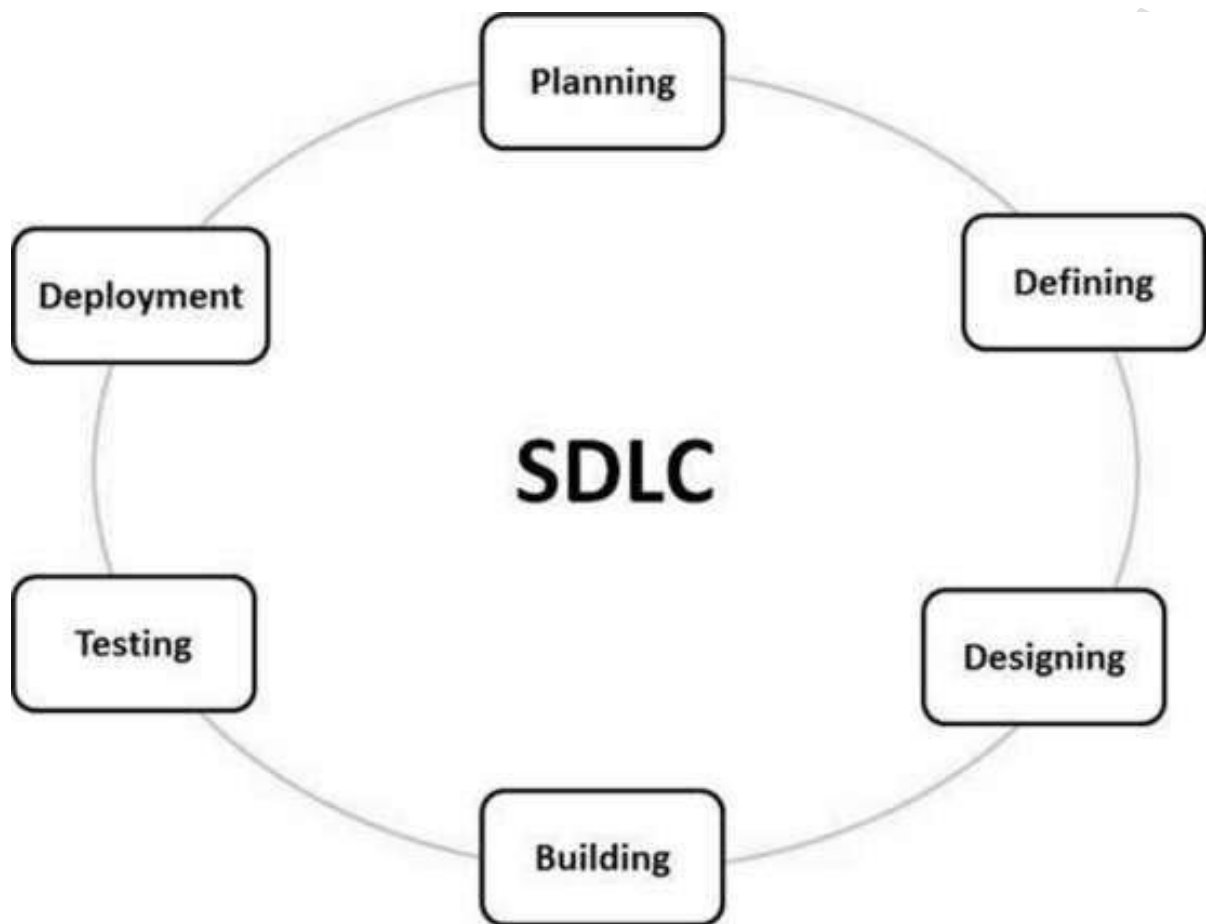 Planning
Defining
Designing
Building
Testing
Deployment
SDLC